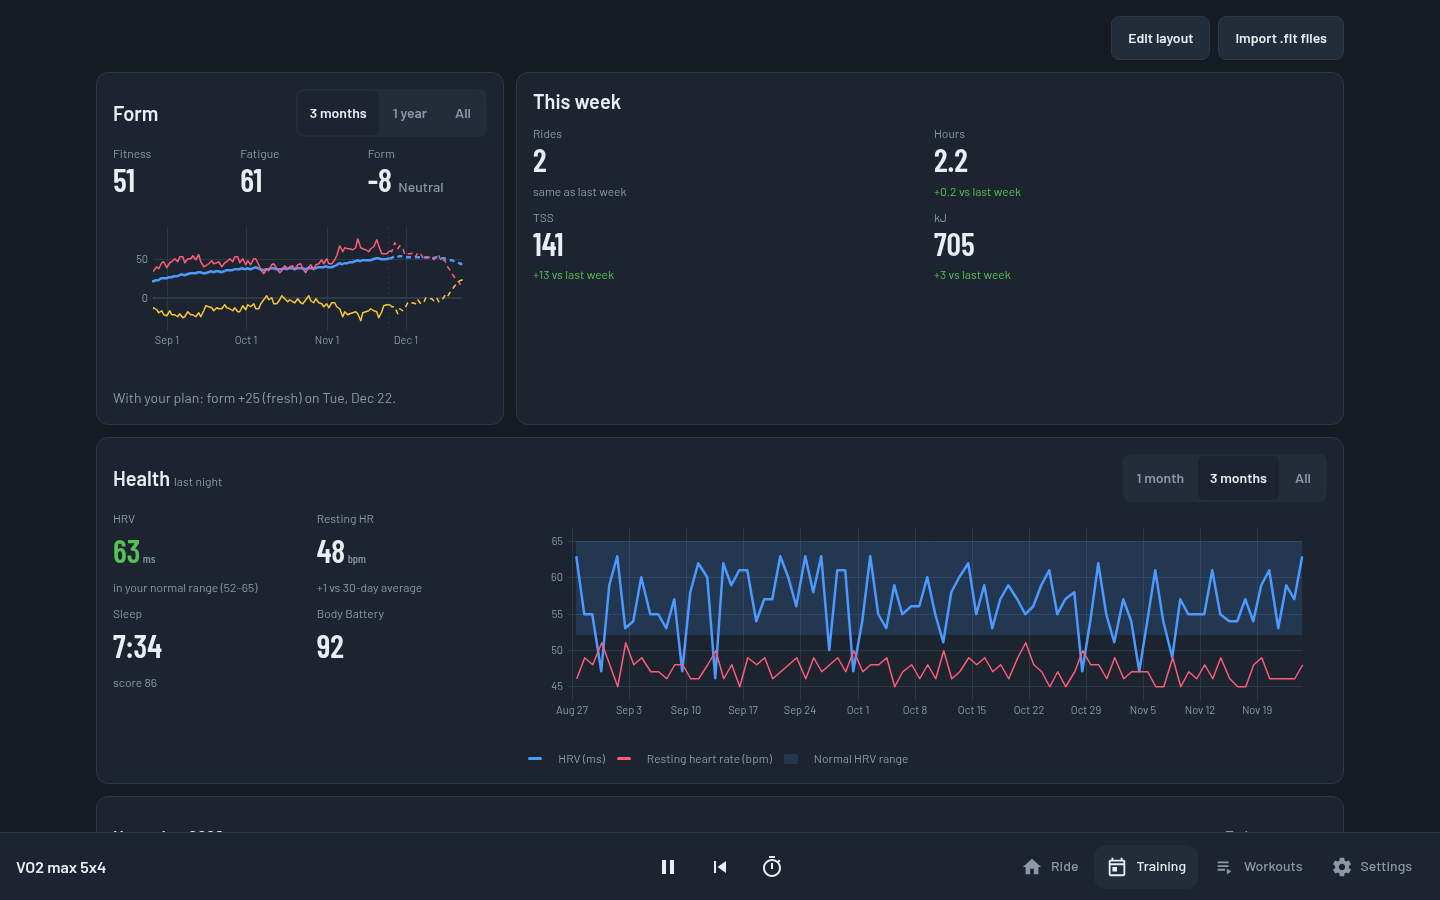 Edit layout
Import .fit files
Form
3 months
1 year
All
Fitness
Fatigue
Form
51
61
-8 Neutral
50
0
Sep 1
Oct 1
Nov 1
Dec 1
With your plan: form +25 (fresh) on Tue, Dec 22.
This week
Rides
Hours
2
2.2
same as last week
+0.2 vs last week
TSS
kJ
141
705
+13 vs last week
+3 vs last week
Health last night
1 month
3 months
All
HRV
Resting HR
63 ms
48 bpm
in your normal range (52–65)
+1 vs 30-day average
Sleep
Body Battery
7:34
92
score 86
65
60
55
50
45
Aug 27
Sep 3
Sep 10
Sep 17
Sep 24
Oct 1
Oct 8
Oct 15
Oct 22
Oct 29
Nov 5
Nov 12
Nov 19
HRV (ms)
Resting heart rate (bpm)
Normal HRV range
VO2 max 5x4
Ride
Training
Workouts
Settings